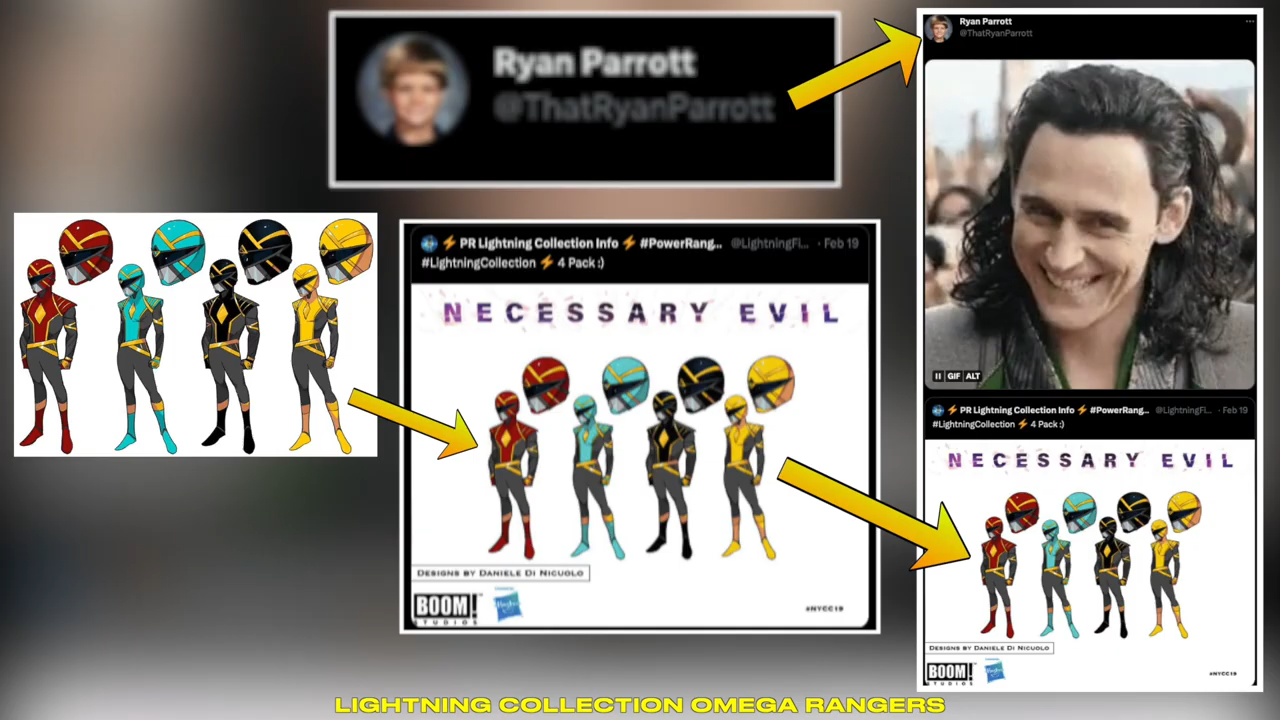 Ryan Parrott
@ThatRyanParrott
Ryan Parrott
@ThatRyanParrott
⚡ PR Lightning Collection Info ⚡ #PowerRang... @LightningFl... · Feb 19
#LightningCollection ⚡ 4 Pack :)
NECESSARY EVIL
DESIGNS BY DANIELE DI NICUOLO
BOOM!
STUDIOS
Hasbro
#NYCC19
GIF ALT
⚡ PR Lightning Collection Info ⚡ #PowerRang... @LightningFl... · Feb 19
#LightningCollection ⚡ 4 Pack :)
NECESSARY EVIL
DESIGNS BY DANIELE DI NICUOLO
BOOM!
STUDIOS
Hasbro
#NYCC19
LIGHTNING COLLECTION OMEGA RANGERS